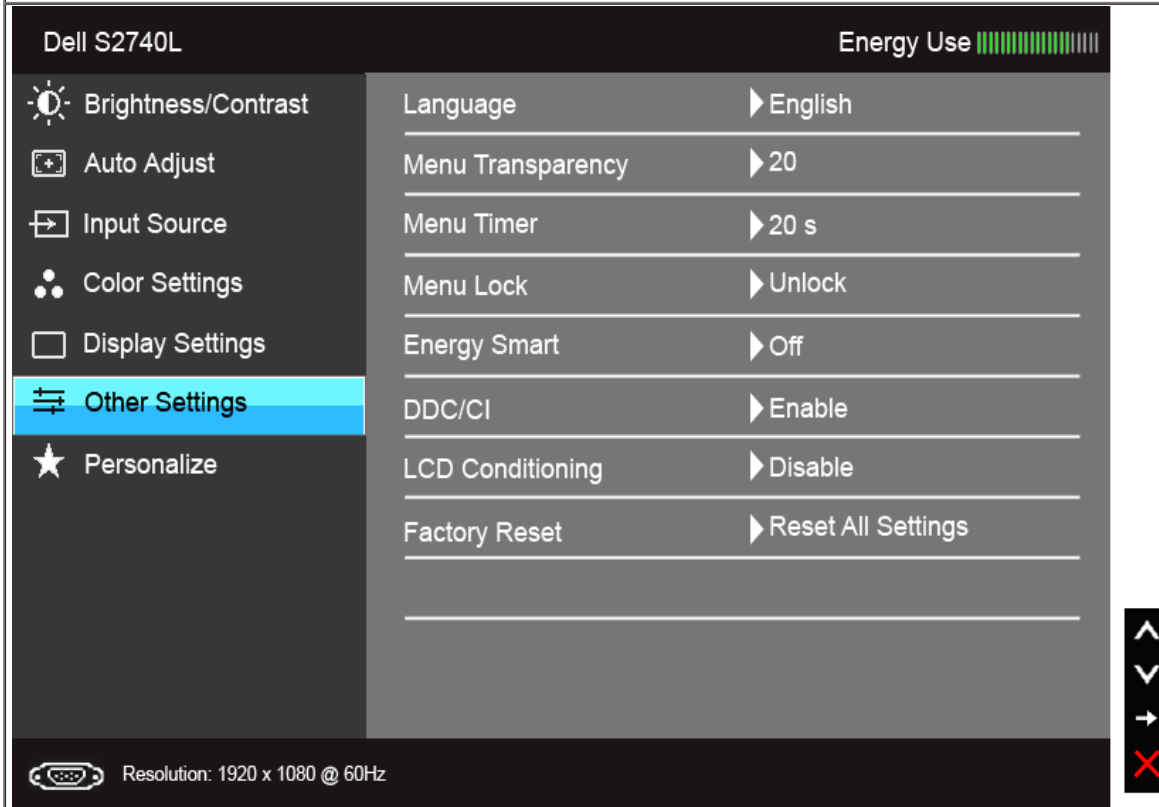 Dell S2740L Energy Use
Brightness/Contrast
Auto Adjust
Input Source
Color Settings
Display Settings
Other Settings
Personalize
Language English
Menu Transparency 20
Menu Timer 20 s
Menu Lock Unlock
Energy Smart Off
DDC/CI Enable
LCD Conditioning Disable
Factory Reset Reset All Settings
Resolution: 1920 x 1080 @ 60Hz